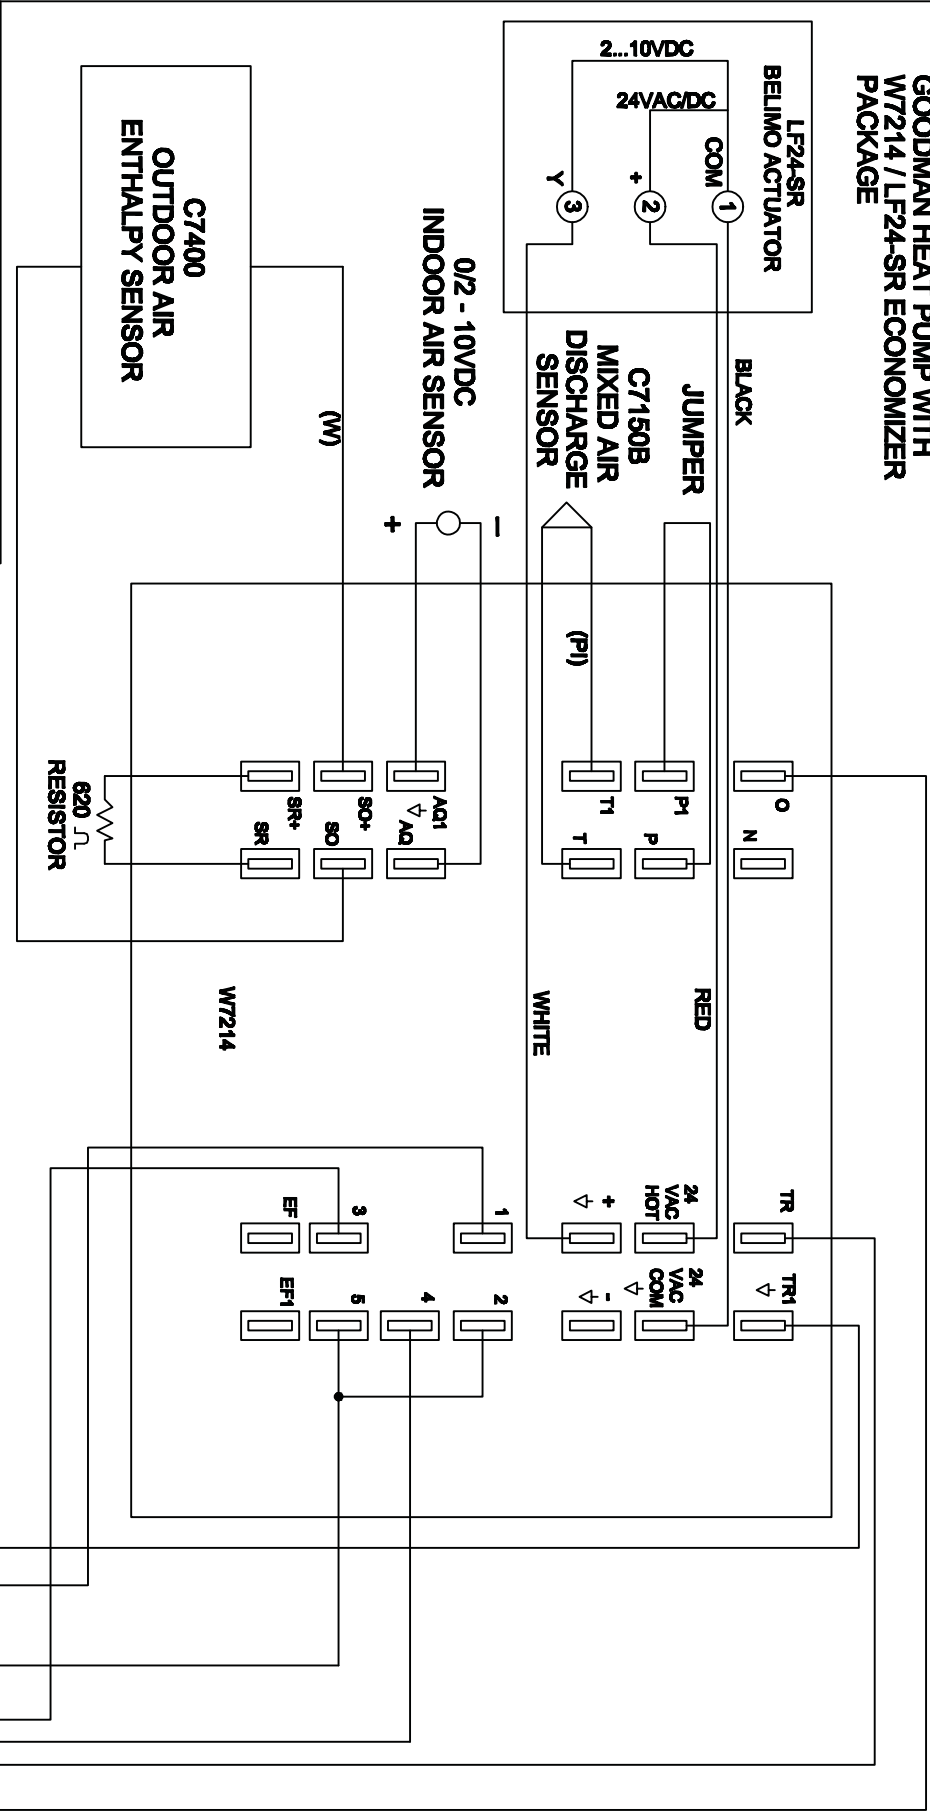 GOODMAN HEAT PUMP WITH
W7214 / LF24-SR ECONOMIZER
PACKAGE
LF24-SR
BELIMO ACTUATOR
2...10VDC
24VAC/DC
COM
+
Y
1
2
3
BLACK
JUMPER
C7150B
MIXED AIR
DISCHARGE
SENSOR
0/2 - 10VDC
INDOOR AIR SENSOR
–
+
C7400
OUTDOOR AIR
ENTHALPY SENSOR
(W)
(PI)
O
N
P1
P
T1
T
AQ1
AQ
SO+
SO
SR+
SR
620
RESISTOR
RED
WHITE
W7214
TR
TR1
24
VAC
HOT
24
VAC
COM
+
-
1
2
4
3
5
EF
EF1